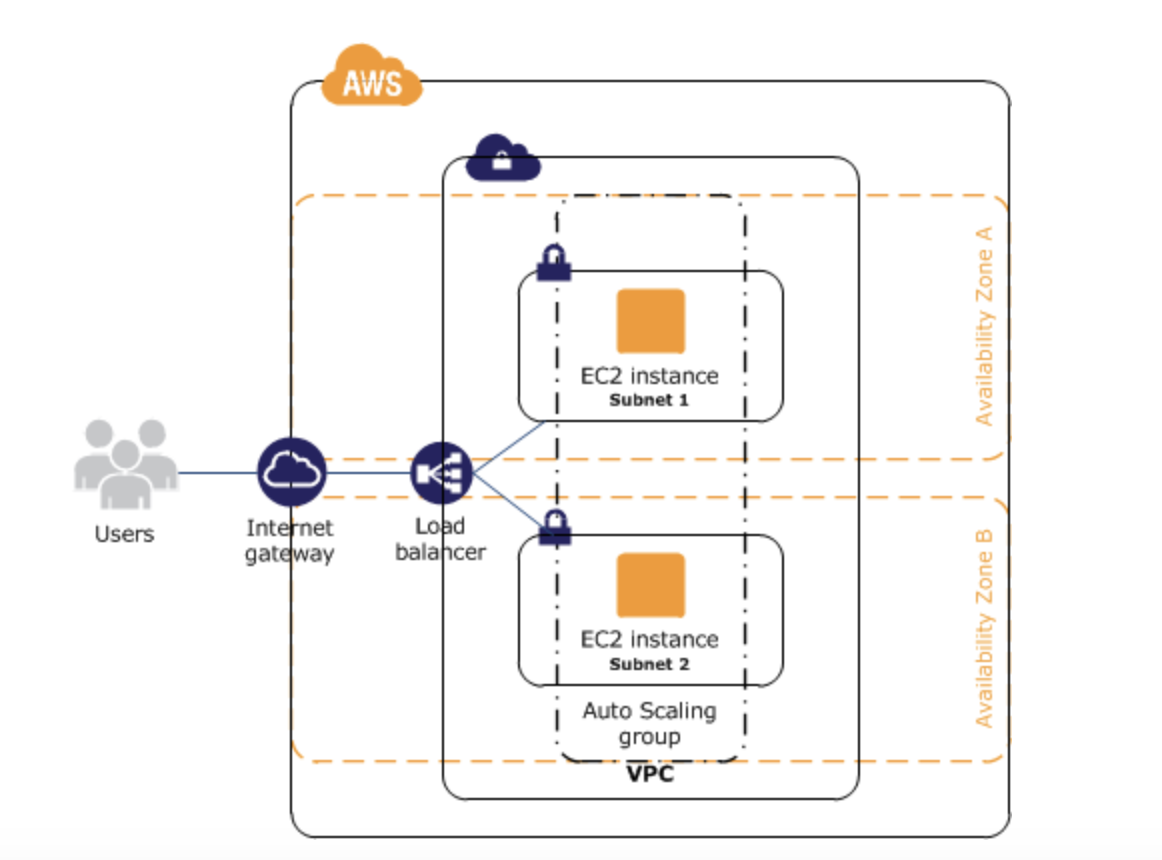 AWS
Availability Zone A
EC2 instance
Subnet 1
Users
Internet
gateway
Load
balancer
Availability Zone B
EC2 instance
Subnet 2
Auto Scaling
group
VPC